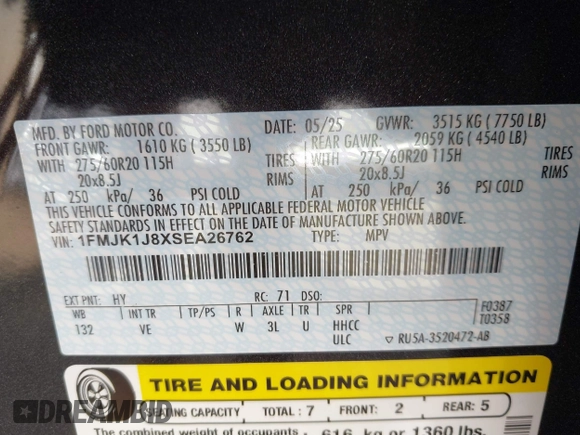 MFD. BY FORD MOTOR CO.
DATE: 05/25 GVWR: 3515 KG ( 7750 LB)
FRONT GAWR: 1610 KG ( 3550 LB)
REAR GAWR: 2059 KG ( 4540 LB)
WITH 275/60R20 115H TIRES
WITH 275/60R20 115H TIRES
20x8.5J RIMS
20x8.5J RIMS
AT 250 kPa/ 36 PSI COLD
AT 250 kPa/ 36 PSI COLD
THIS VEHICLE CONFORMS TO ALL APPLICABLE FEDERAL MOTOR VEHICLE
SAFETY STANDARDS IN EFFECT ON THE DATE OF MANUFACTURE SHOWN ABOVE.
VIN: 1FMJK1J8XSEA26762 TYPE: MPV
EXT PNT: HY RC: 71 DSO:
WB INT TR TP/PS R AXLE TR SPR
132 VE W 3L U HHCC
ULC
F0387
T0358
▽ RU5A-3520472-AB
TIRE AND LOADING INFORMATION
SEATING CAPACITY TOTAL : 7 FRONT: 2 REAR: 5
The combined weight of occupants 616 kg or 1360 lbs.
DREAMBID